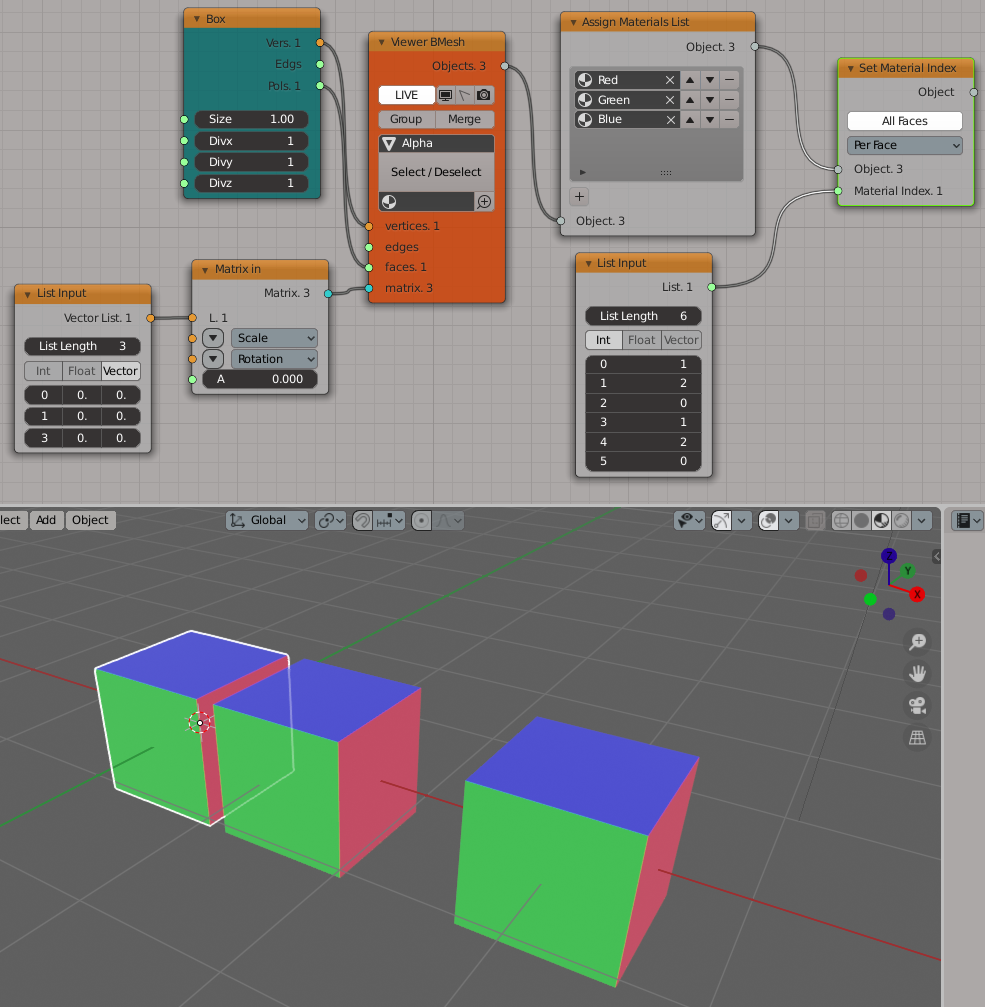 Box
Vers. 1
Edgs
Pols. 1
Size 1.00
Divx 1
Divy 1
Divz 1
Viewer BMesh
Objects. 3
LIVE
Group Merge
Alpha
Select / Deselect
vertices. 1
edges
faces. 1
matrix. 3
Assign Materials List
Object. 3
Red
Green
Blue
Object. 3
Set Material Index
Object
All Faces
Per Face
Object. 3
Material Index. 1
List Input
Vector List. 1
List Length 3
Int Float Vector
0 0. 0.
1 0. 0.
3 0. 0.
Matrix in
Matrix. 3
L. 1
Scale
Rotation
A 0.000
List Input
List. 1
List Length 6
Int Float Vector
0 1
1 2
2 0
3 1
4 2
5 0
lect Add Object Global
Z
Y
X